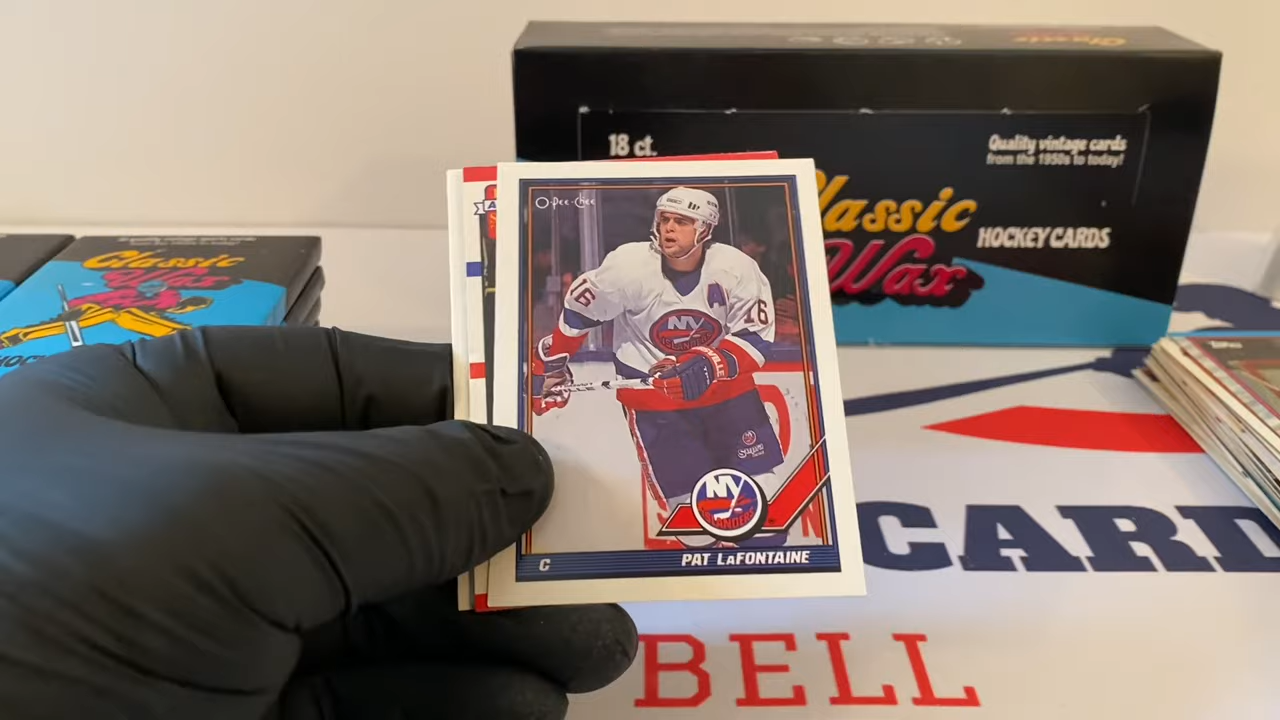 18 ct.
Quality vintage cards
from the 1950s to today!
Classic
Wax
HOCKEY CARDS
Classic
Wax
O-Pee-Chee
16
A
16
NY
ISLANDERS
NY
ISLANDERS
C
PAT LAFONTAINE
CARD
BELL